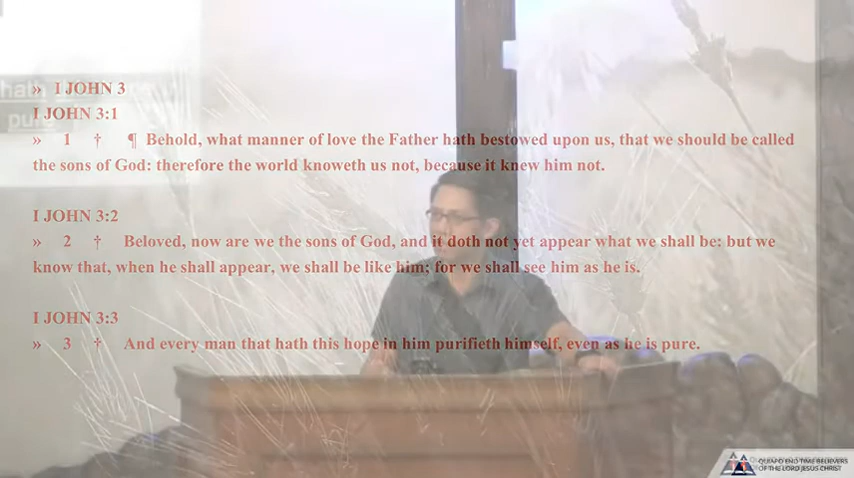 » I JOHN 3
I JOHN 3:1
» 1 † ¶ Behold, what manner of love the Father hath bestowed upon us, that we should be called
the sons of God: therefore the world knoweth us not, because it knew him not.
I JOHN 3:2
» 2 † Beloved, now are we the sons of God, and it doth not yet appear what we shall be: but we
know that, when he shall appear, we shall be like him; for we shall see him as he is.
I JOHN 3:3
» 3 † And every man that hath this hope in him purifieth himself, even as he is pure.
hath
pure
QUIAPO END TIME BELIEVERS
OF THE LORD JESUS CHRIST